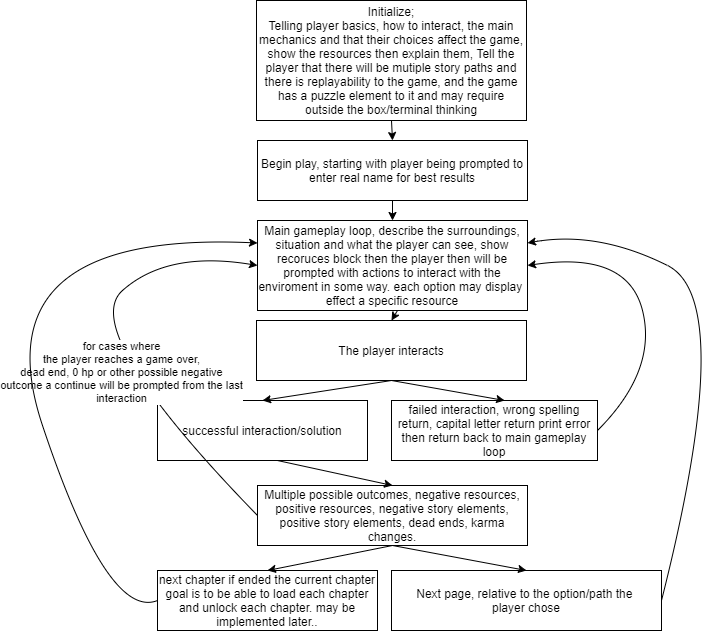 Initialize;
Telling player basics, how to interact, the main
mechanics and that their choices affect the game,
show the resources then explain them, Tell the
player that there will be mutiple story paths and
there is replayability to the game, and the game
has a puzzle element to it and may require
outside the box/terminal thinking
Begin play, starting with player being prompted to
enter real name for best results
Main gameplay loop, describe the surroundings,
situation and what the player can see, show
recoruces block then the player then will be
prompted with actions to interact with the
enviroment in some way. each option may display
effect a specific resource
The player interacts
for cases where
the player reaches a game over,
dead end, 0 hp or other possible negative
outcome a continue will be prompted from the last
interaction
successful interaction/solution
failed interaction, wrong spelling
return, capital letter return print error
then return back to main gameplay
loop
Multiple possible outcomes, negative resources,
positive resources, negative story elements,
positive story elements, dead ends, karma
changes.
next chapter if ended the current chapter
goal is to be able to load each chapter
and unlock each chapter. may be
implemented later..
Next page, relative to the option/path the
player chose